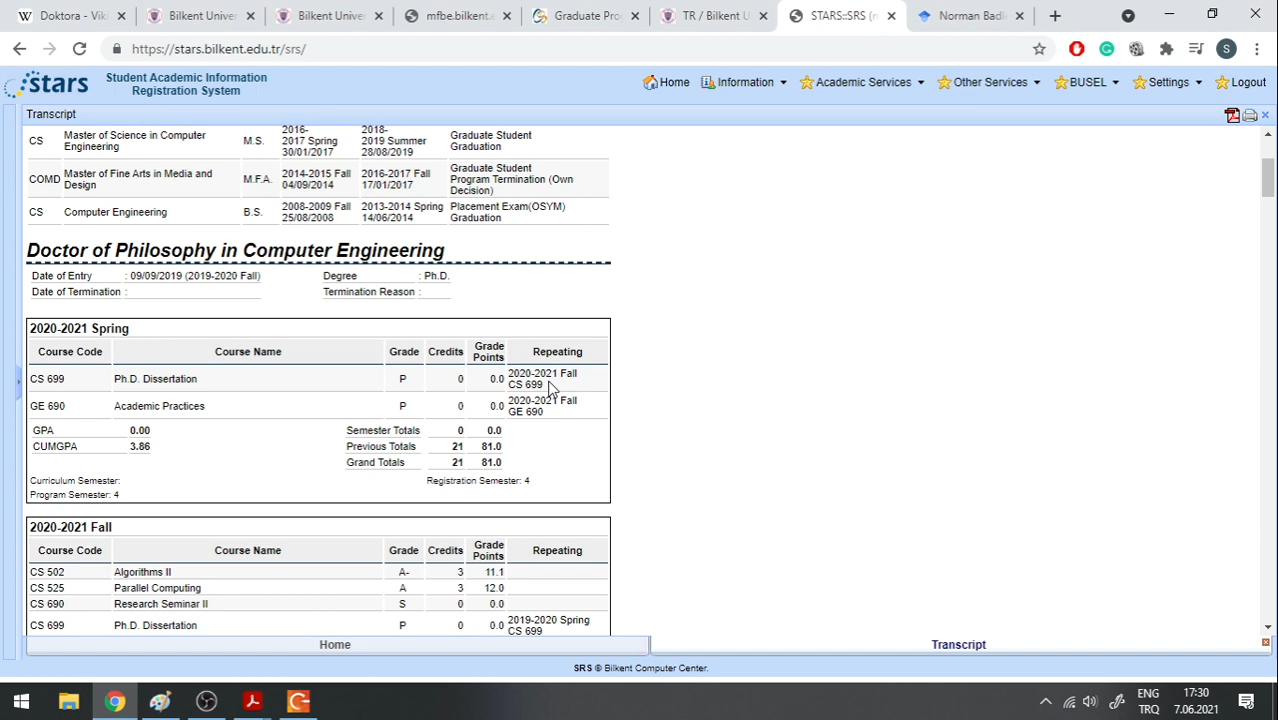 Doktora - Viki
Bilkent Univer
Bilkent Univer
mfbe.bilkent.e
Graduate Pro
TR / Bilkent U
STARS::SRS (n
Norman Badl
https://stars.bilkent.edu.tr/srs/
S
stars
Student Academic Information
Registration System
Home
Information
Academic Services
Other Services
BUSEL
Settings
Logout
Transcript
CS Master of Science in Computer Engineering M.S. 2016-2017 Spring 30/01/2017 2018-2019 Summer 28/08/2019 Graduate Student Graduation
COMD Master of Fine Arts in Media and Design M.F.A. 2014-2015 Fall 04/09/2014 2016-2017 Fall 17/01/2017 Graduate Student Program Termination (Own Decision)
CS Computer Engineering B.S. 2008-2009 Fall 25/08/2008 2013-2014 Spring 14/06/2014 Placement Exam(OSYM) Graduation
Doctor of Philosophy in Computer Engineering
Date of Entry : 09/09/2019 (2019-2020 Fall) Degree : Ph.D.
Date of Termination : Termination Reason :
2020-2021 Spring
Course Code Course Name Grade Credits Grade Points Repeating
CS 699 Ph.D. Dissertation P 0 0.0 2020-2021 Fall CS 699
GE 690 Academic Practices P 0 0.0 2020-2021 Fall GE 690
GPA 0.00 Semester Totals 0 0.0
CUMGPA 3.86 Previous Totals 21 81.0
Grand Totals 21 81.0
Curriculum Semester: Registration Semester: 4
Program Semester: 4
2020-2021 Fall
Course Code Course Name Grade Credits Grade Points Repeating
CS 502 Algorithms II A- 3 11.1
CS 525 Parallel Computing A 3 12.0
CS 690 Research Seminar II S 0 0.0
CS 699 Ph.D. Dissertation P 0 0.0 2019-2020 Spring CS 699
Home
Transcript
SRS ® Bilkent Computer Center.
ENG
TRQ
17:30
7.06.2021